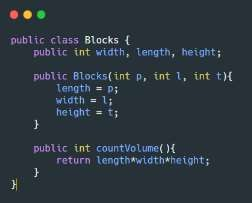 public class Blocks {
    public int width, length, height;

    public Blocks(int p, int l, int t){
        length = p;
        width = l;
        height = t;
    }

    public int countVolume(){
        return length*width*height;
    }
}